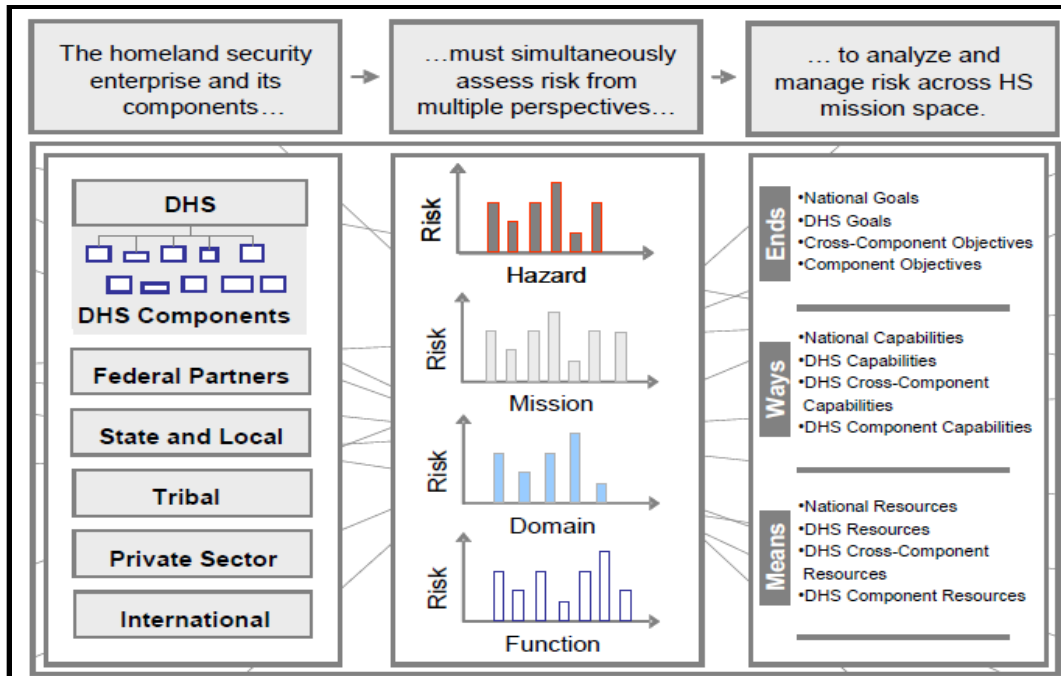 The homeland security
enterprise and its
components…
…must simultaneously
assess risk from
multiple perspectives…
… to analyze and
manage risk across HS
mission space.
DHS
DHS Components
Federal Partners
State and Local
Tribal
Private Sector
International
Risk
Hazard
Risk
Mission
Risk
Domain
Risk
Function
Ends
•National Goals
•DHS Goals
•Cross-Component Objectives
•Component Objectives
Ways
•National Capabilities
•DHS Capabilities
•DHS Cross-Component
Capabilities
•DHS Component Capabilities
Means
•National Resources
•DHS Resources
•DHS Cross-Component
Resources
•DHS Component Resources